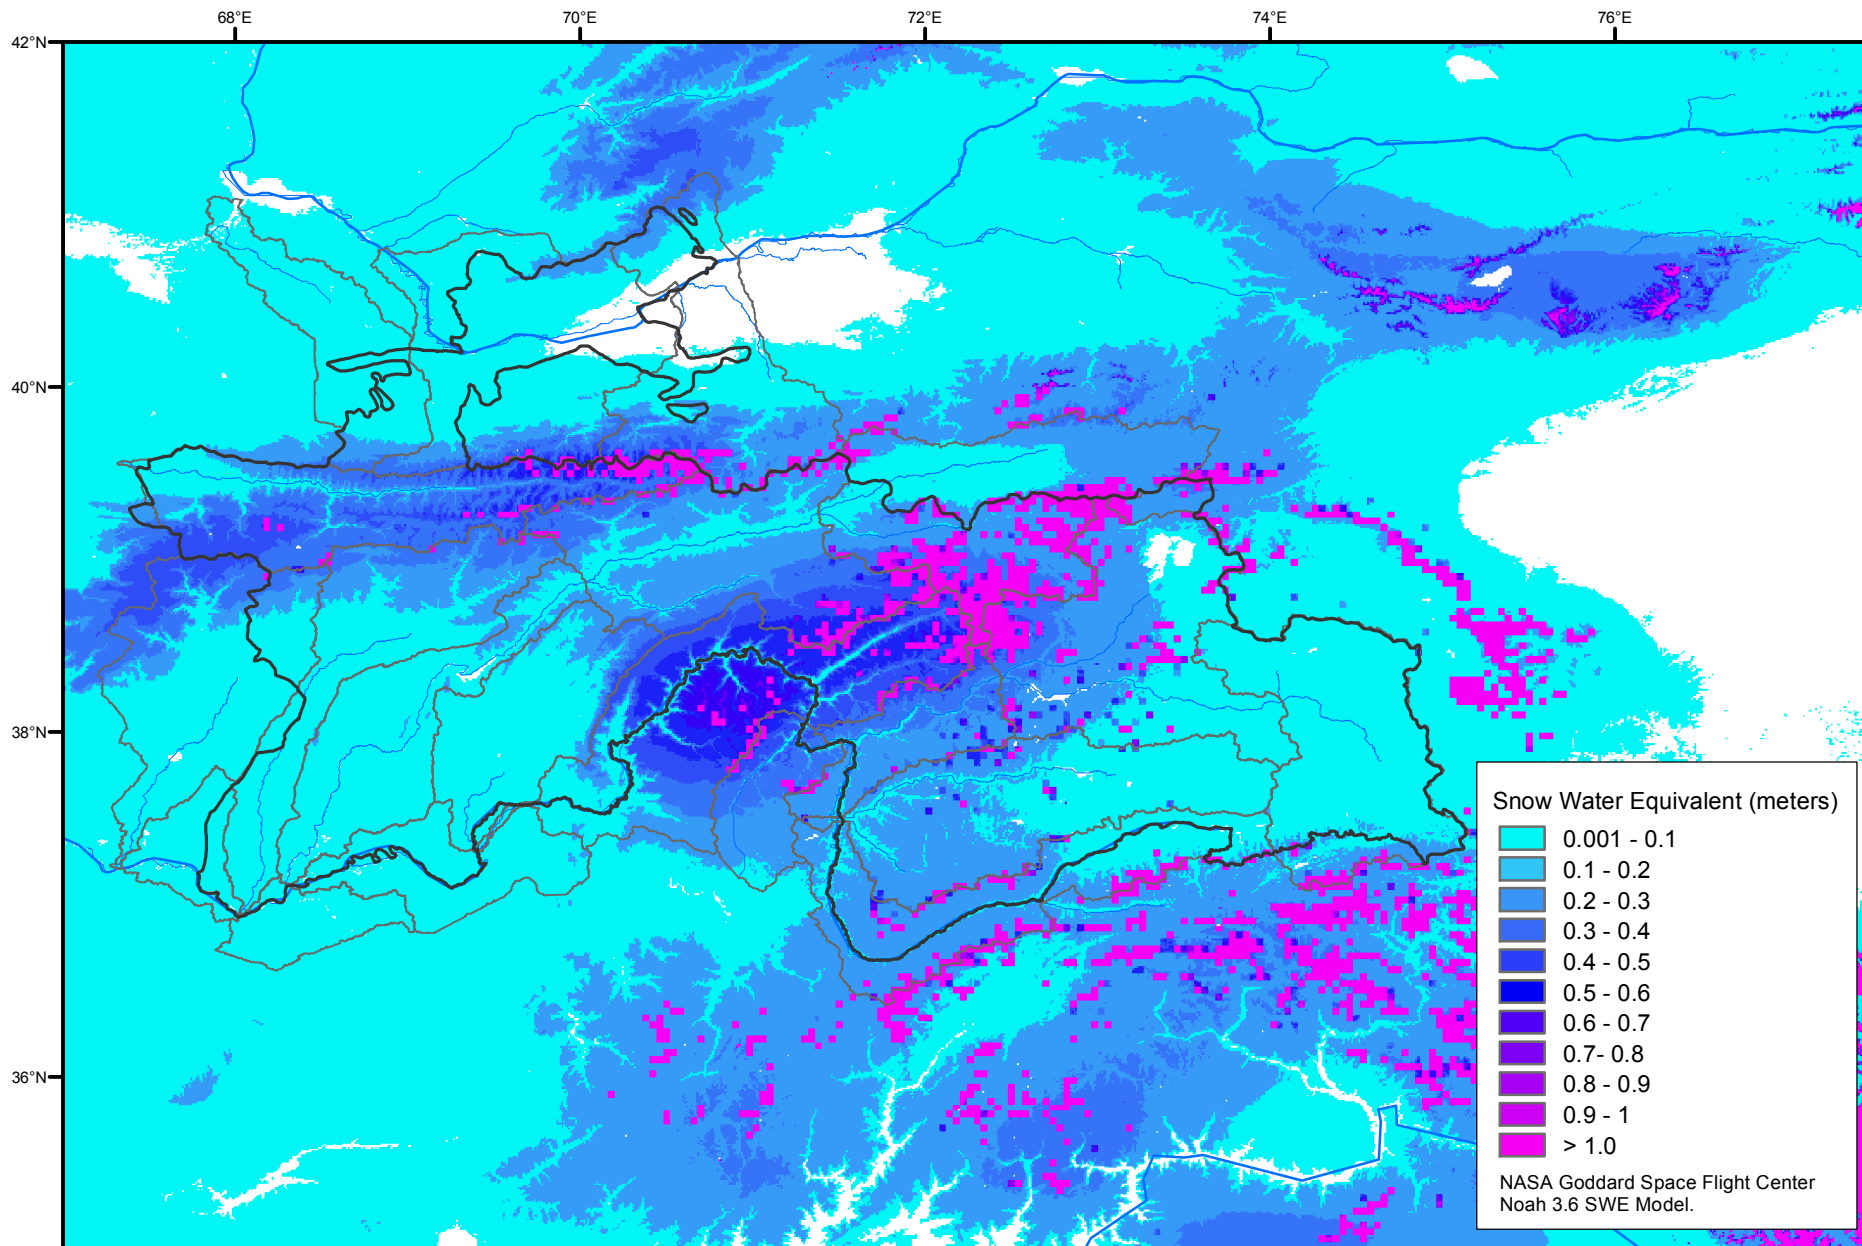 68°E
70°E
72°E
74°E
76°E
42°N
40°N
38°N
36°N
Snow Water Equivalent (meters)
0.001 - 0.1
0.1 - 0.2
0.2 - 0.3
0.3 - 0.4
0.4 - 0.5
0.5 - 0.6
0.6 - 0.7
0.7- 0.8
0.8 - 0.9
0.9 - 1
> 1.0
NASA Goddard Space Flight Center
Noah 3.6 SWE Model.